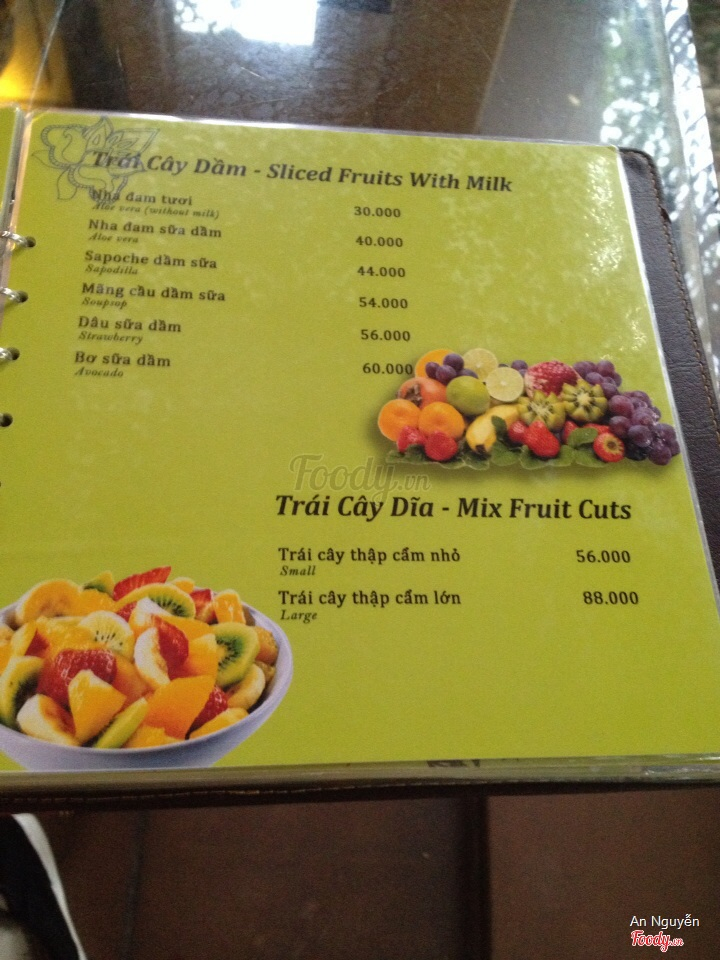 Trái Cây Dầm - Sliced Fruits With Milk
Nha đam tươi 30.000
Aloe vera (without milk)
Nha đam sữa dầm 40.000
Aloe vera
Sapoche dầm sữa 44.000
Sapodilla
Mãng cầu dầm sữa 54.000
Soupsop
Dâu sữa dầm 56.000
Strawberry
Bơ sữa dầm 60.000
Avocado
Foody.vn
Trái Cây Dĩa - Mix Fruit Cuts
Trái cây thập cẩm nhỏ 56.000
Small
Trái cây thập cẩm lớn 88.000
Large
An Nguyễn
Foody.vn